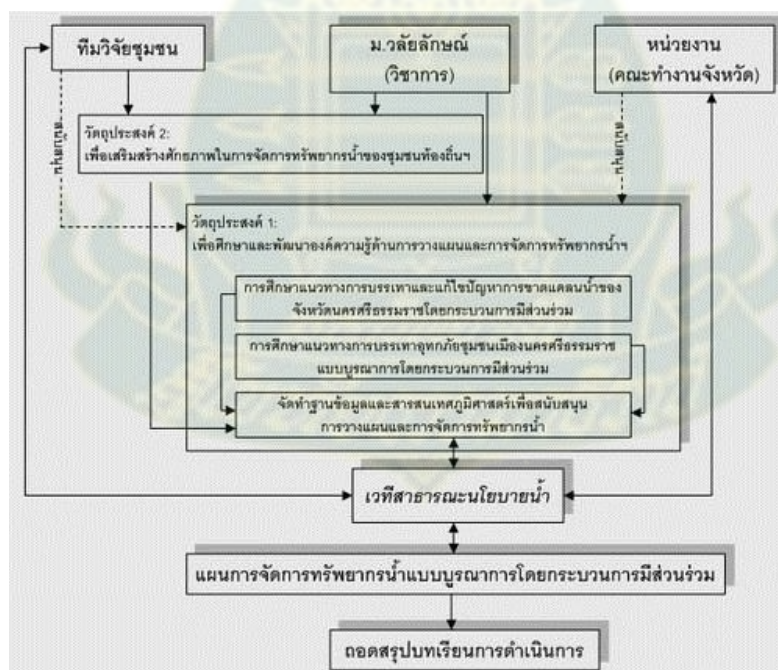 ทีมวิจัยชุมชน
ม.วลัยลักษณ์
(วิชาการ)
หน่วยงาน
(คณะทำงานจังหวัด)
สนับสนุน
สนับสนุน
วัตถุประสงค์ 2:
เพื่อเสริมสร้างศักยภาพในการจัดการทรัพยากรน้ำของชุมชนท้องถิ่นฯ
วัตถุประสงค์ 1:
เพื่อศึกษาและพัฒนาองค์ความรู้ด้านการวางแผนและการจัดการทรัพยากรน้ำฯ
การศึกษาแนวทางการบรรเทาและแก้ไขปัญหาการขาดแคลนน้ำของ
จังหวัดนครศรีธรรมราชโดยกระบวนการมีส่วนร่วม
การศึกษาแนวทางการบรรเทาอุทกภัยชุมชนเมืองนครศรีธรรมราช
แบบบูรณาการโดยกระบวนการมีส่วนร่วม
จัดทำฐานข้อมูลและสารสนเทศภูมิศาสตร์เพื่อสนับสนุน
การวางแผนและการจัดการทรัพยากรน้ำ
เวทีสาธารณะนโยบายน้ำ
แผนการจัดการทรัพยากรน้ำแบบบูรณาการโดยกระบวนการมีส่วนร่วม
ถอดสรุปบทเรียนการดำเนินการ